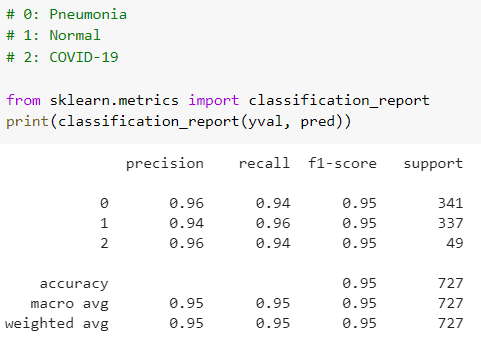 # 0: Pneumonia
# 1: Normal
# 2: COVID-19
from sklearn.metrics import classification_report
print(classification_report(yval, pred))
precision recall f1-score support
0 0.96 0.94 0.95 341
1 0.94 0.96 0.95 337
2 0.96 0.94 0.95 49
accuracy 0.95 727
macro avg 0.95 0.95 0.95 727
weighted avg 0.95 0.95 0.95 727